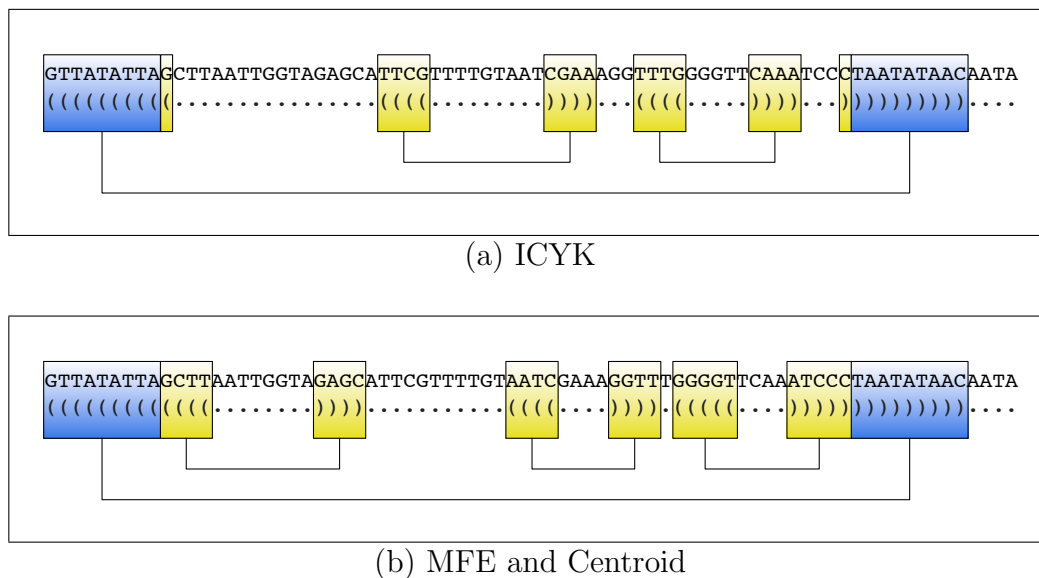 GTTATATTAGCTTAATTGGTAGAGCATTCGTTTTGTAATCGAAAGGTTTGGGGTTCAAATCCCTAATATAACAATA
((((((((((................((((.........))))...((((.....))))...))))))))))....
(a) ICYK
GTTATATTAGCTTAATTGGTAGAGCATTCGTTTTGTAATCGAAAGGTTTGGGGTTCAAATCCCTAATATAACAATA
(((((((((((((........))))...........((((....)))).(((((....))))))))))))))....
(b) MFE and Centroid